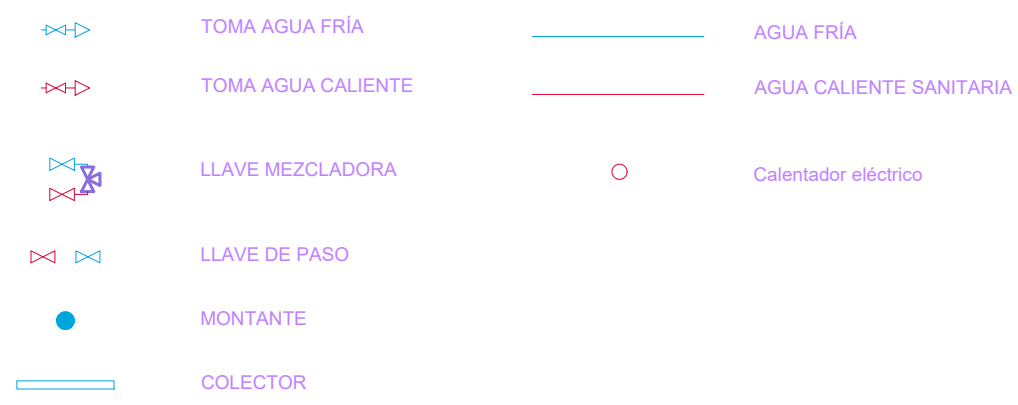 TOMA AGUA FRÍA
AGUA FRÍA
TOMA AGUA CALIENTE
AGUA CALIENTE SANITARIA
LLAVE MEZCLADORA
Calentador eléctrico
LLAVE DE PASO
MONTANTE
COLECTOR